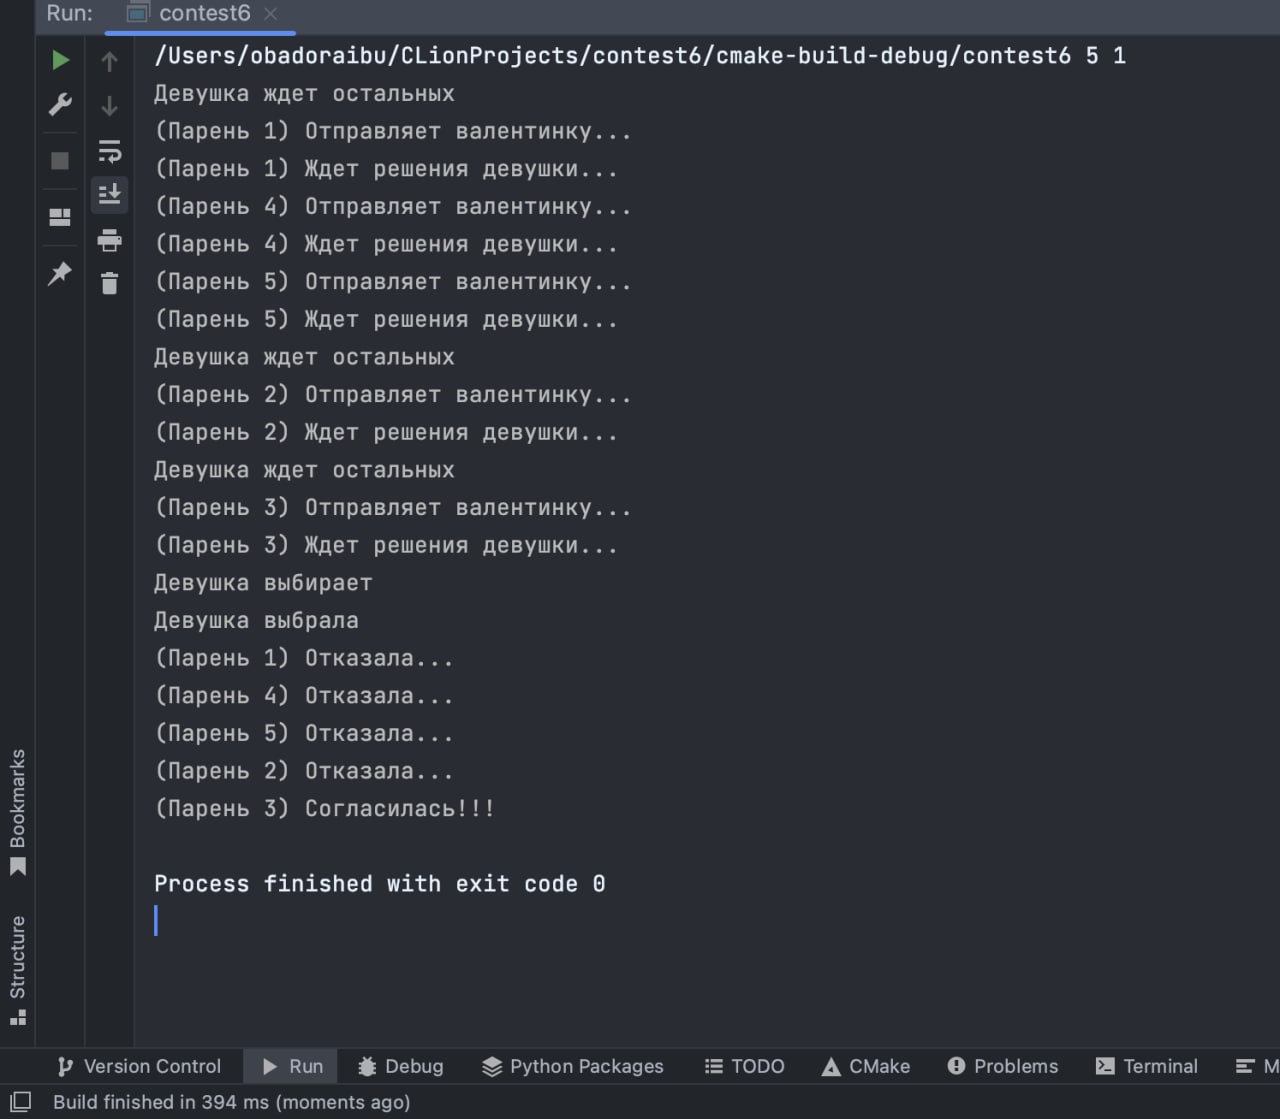 Run: contest6
/Users/obadoraibu/CLionProjects/contest6/cmake-build-debug/contest6 5 1
Девушка ждет остальных
(Парень 1) Отправляет валентинку...
(Парень 1) Ждет решения девушки...
(Парень 4) Отправляет валентинку...
(Парень 4) Ждет решения девушки...
(Парень 5) Отправляет валентинку...
(Парень 5) Ждет решения девушки...
Девушка ждет остальных
(Парень 2) Отправляет валентинку...
(Парень 2) Ждет решения девушки...
Девушка ждет остальных
(Парень 3) Отправляет валентинку...
(Парень 3) Ждет решения девушки...
Девушка выбирает
Девушка выбрала
(Парень 1) Отказала...
(Парень 4) Отказала...
(Парень 5) Отказала...
(Парень 2) Отказала...
(Парень 3) Согласилась!!!
Process finished with exit code 0
Bookmarks
Structure
Version Control Run Debug Python Packages TODO CMake Problems Terminal M
Build finished in 394 ms (moments ago)